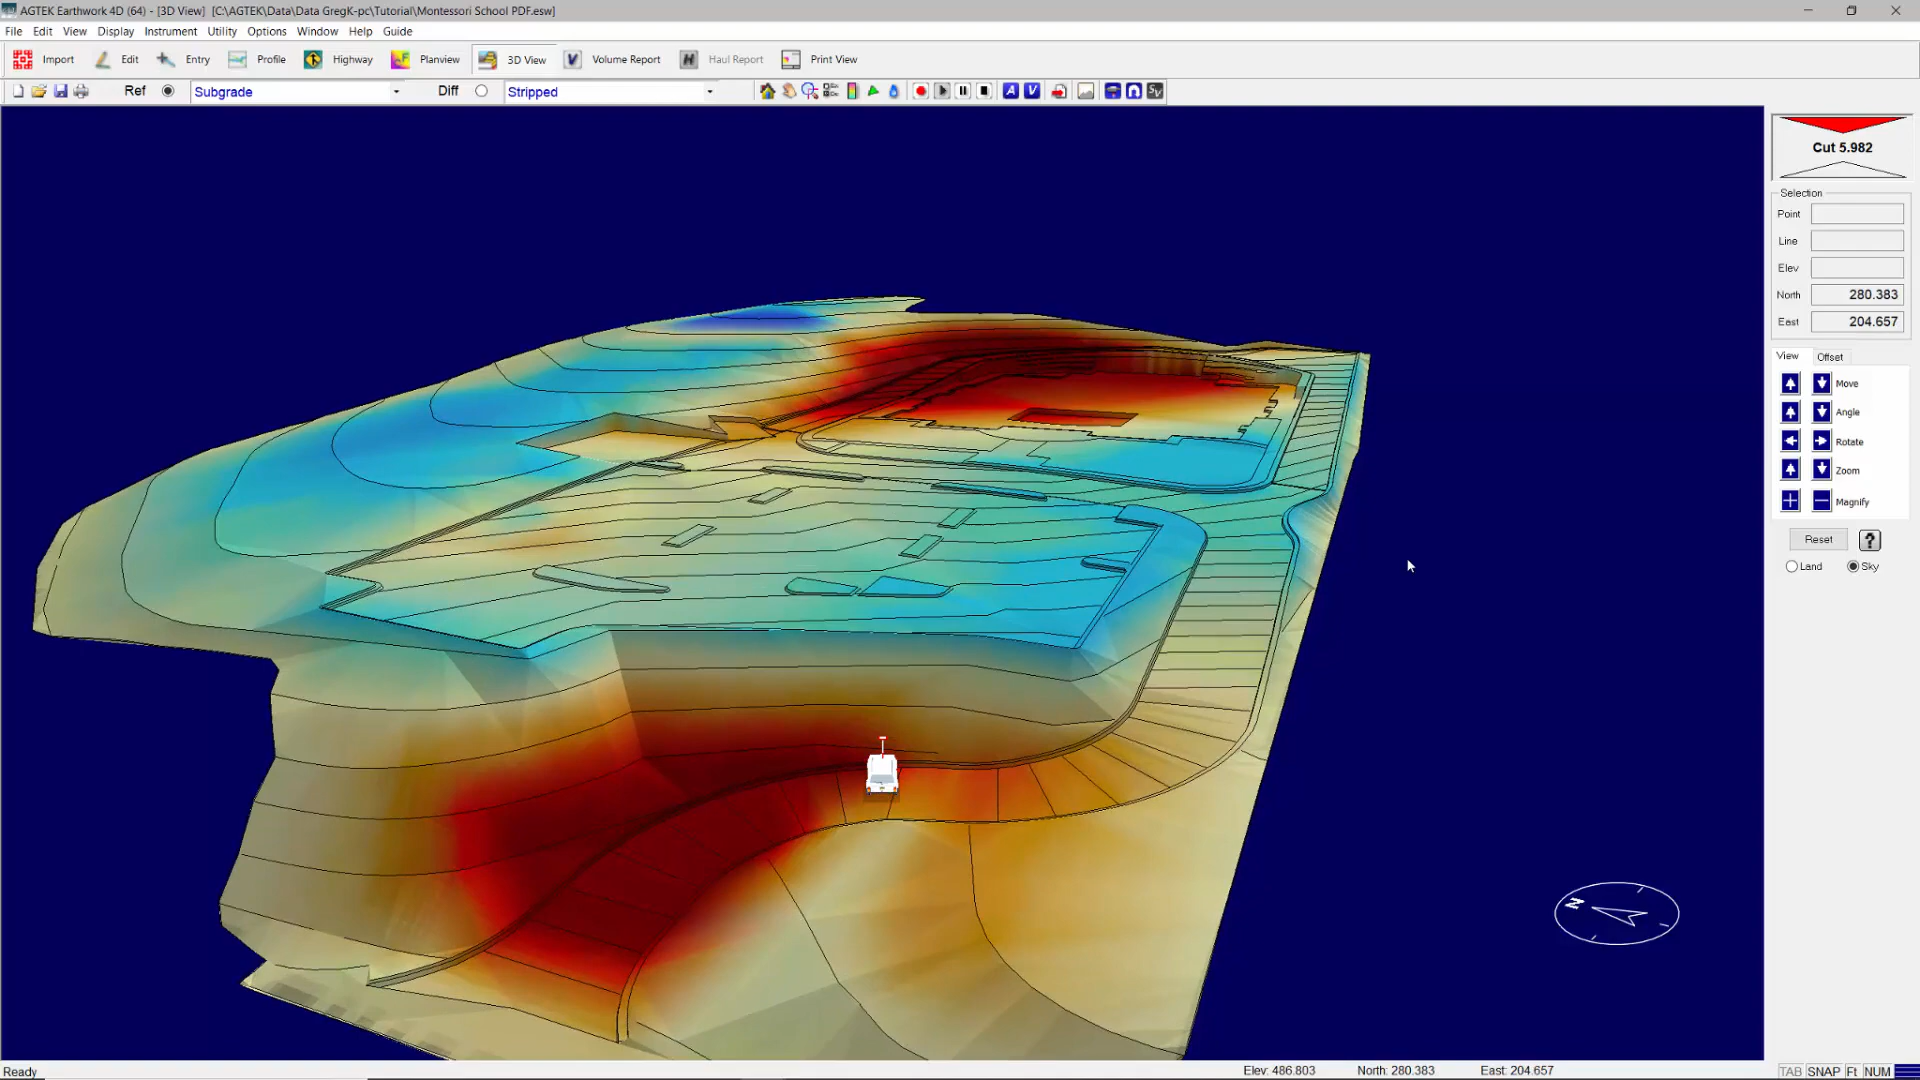 AGTEK Earthwork 4D (64) - [3D View]  [C:\AGTEK\Data\Data GregK-pc\Tutorial\Montessori School PDF.esw]
File Edit View Display Instrument Utility Options Window Help Guide
Import Edit Entry Profile Highway Planview 3D View V Volume Report H Haul Report Print View
Ref Subgrade Diff Stripped A V SV
Cut 5.982
Selection
Point
Line
Elev
North 280.383
East 204.657
View Offset
Move
Angle
Rotate
Zoom
Magnify
Reset ?
Land Sky
N
Ready Elev: 486.803 North: 280.383 East: 204.657 TAB SNAP Ft NUM